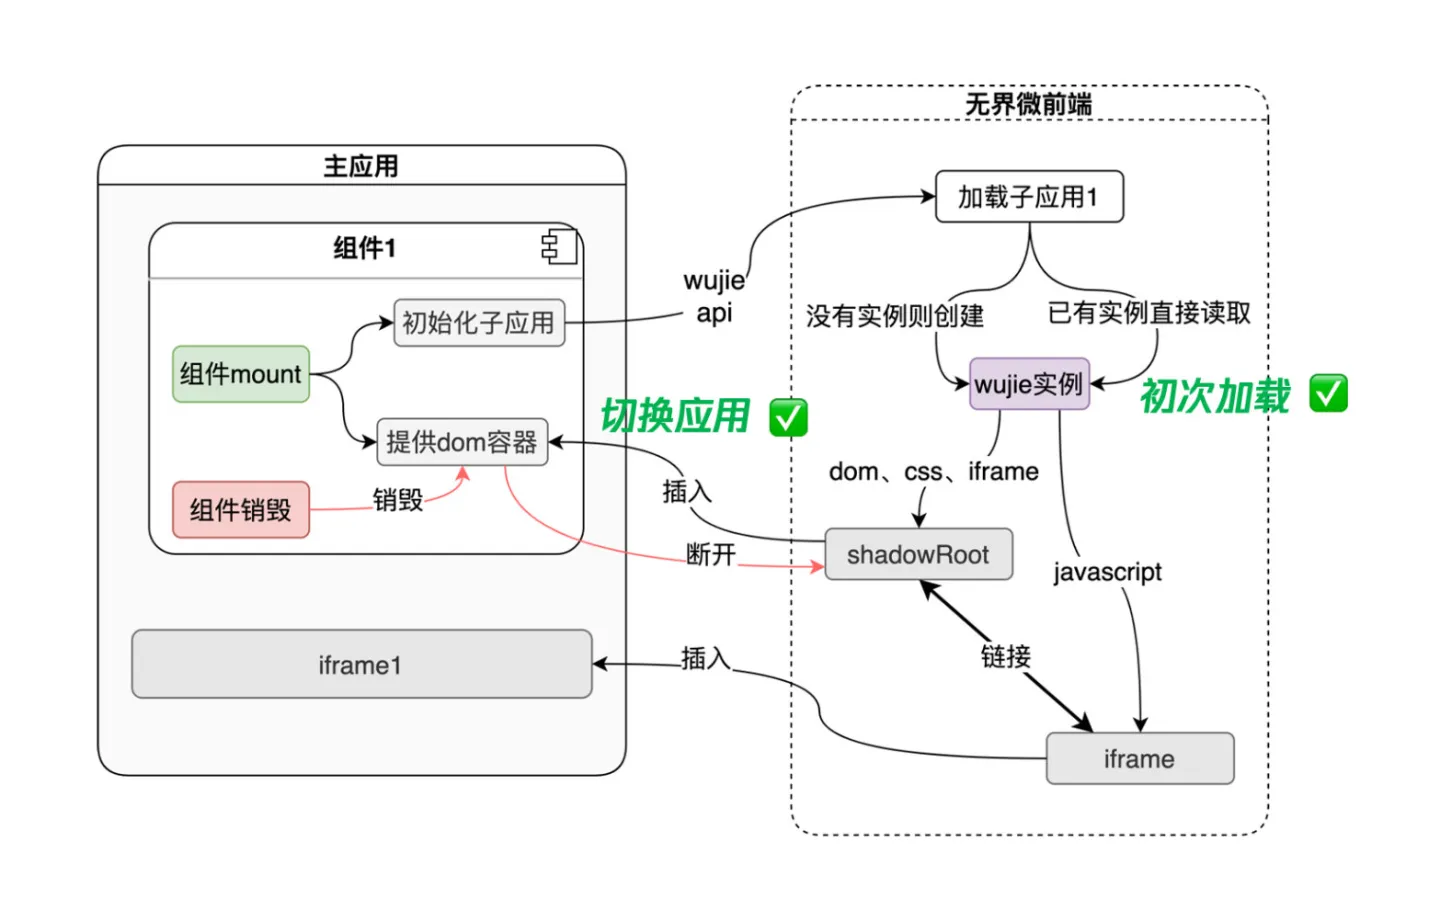 无界微前端
主应用
加载子应用1
组件1
wujie
api
没有实例则创建
已有实例直接读取
初始化子应用
组件mount
wujie实例
初次加载
切换应用
提供dom容器
dom、css、iframe
插入
销毁
组件销毁
断开
shadowRoot
javascript
链接
插入
iframe1
iframe